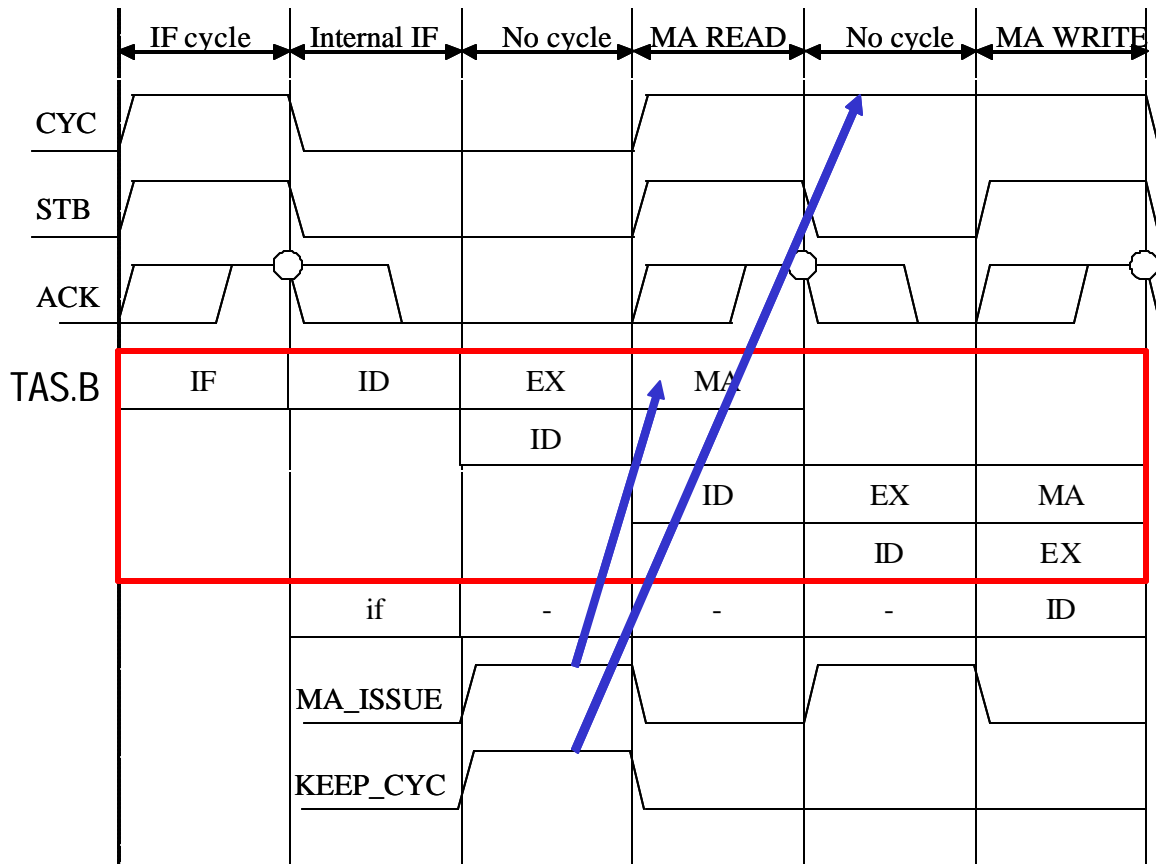 IF cycle Internal IF No cycle MA READ No cycle MA WRITE
CYC
STB
ACK
TAS.B IF ID EX MA
ID
ID EX MA
ID EX
if - - - ID
MA_ISSUE
KEEP_CYC